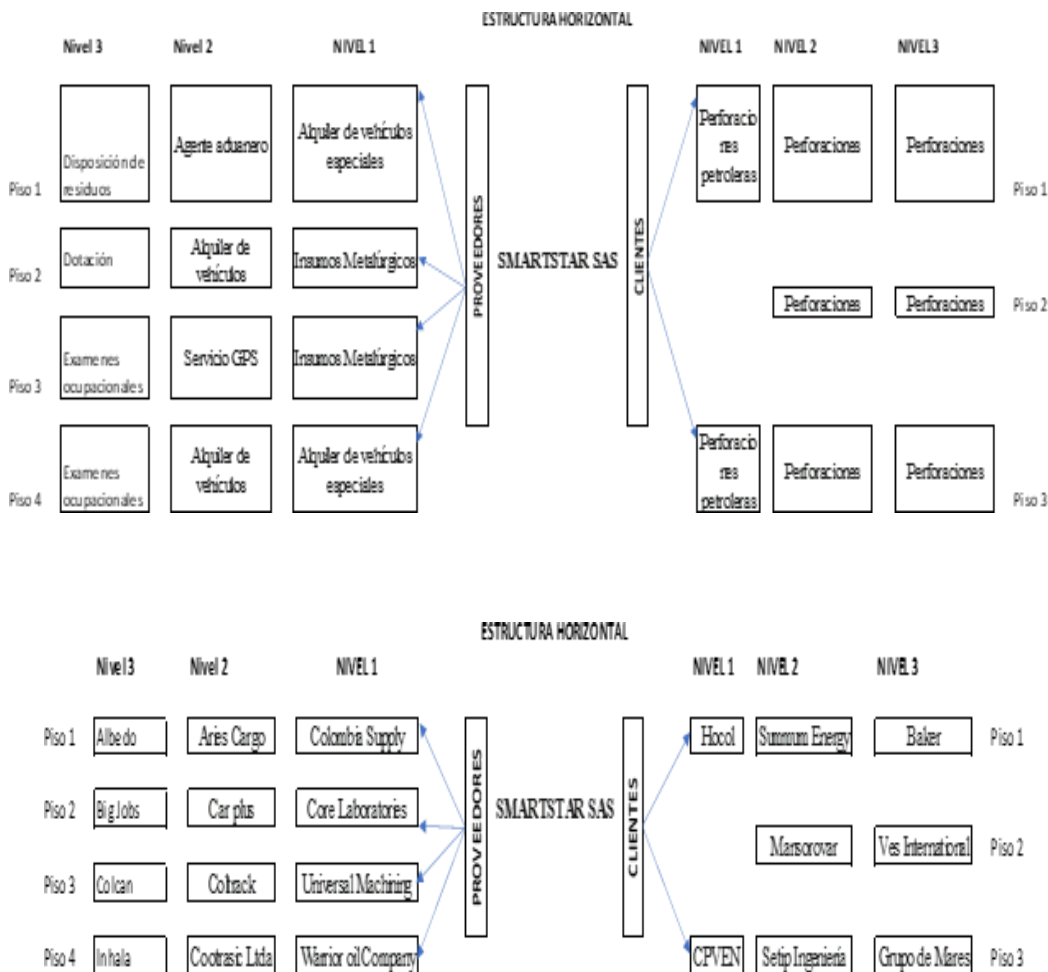 ESTRUCTURA HORIZONTAL
Nivel 3 Nivel 2 NIVEL 1 NIVEL 1 NIVEL 2 NIVEL3
Piso 1
Disposición de
residuos
Agente aduanero
Alquiler de vehículos
especiales
Perforacio
nes
petroleras
Perforaciones
Perforaciones
Piso 1
Piso 2
Dotación
Alquiler de
vehículos
Insumos Metalúrgicos
PROVEEDORES
SMARTSTAR SAS
CLIENTES
Perforaciones
Perforaciones
Piso 2
Piso 3
Examenes
ocupacionales
Servicio GPS
Insumos Metalúrgicos
Piso 4
Examenes
ocupacionales
Alquiler de
vehículos
Alquiler de vehículos
especiales
Perforacio
nes
petroleras
Perforaciones
Perforaciones
Piso 3
ESTRUCTURA HORIZONTAL
Nivel3 Nivel 2 NIVEL 1 NIVEL 1 NIVEL 2 NIVEL 3
Piso 1 Albedo Aries Cargo Colombia Supply Hocol Summum Energy Baker Piso 1
Piso 2 Big Jobs Car plus Core Laboratories
PROVEEDORES
SMARTSTAR SAS
CLIENTES
Mansorovar Ves International Piso 2
Piso 3 Colcan Coltrack Universal Machining
Piso 4 Inhala Cootrasic Ltda Warrior oil Company CPVEN Setip Ingeniería Grupo de Mares Piso 3